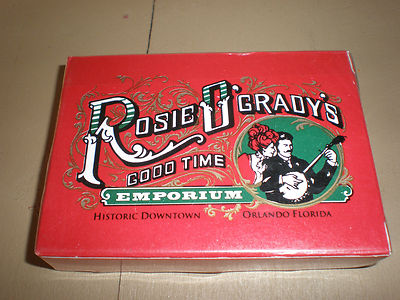 ROSIE O'GRADY'S
GOOD TIME
EMPORIUM
HISTORIC DOWNTOWN ORLANDO FLORIDA